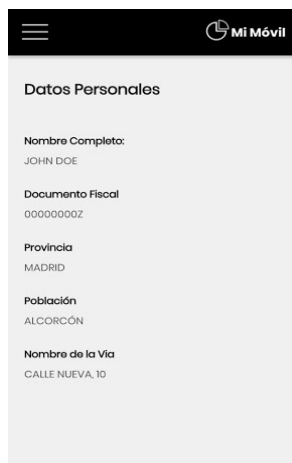 Mi Móvil
Datos Personales
Nombre Completo:
JOHN DOE
Documento Fiscal
00000000Z
Provincia
MADRID
Población
ALCORCÓN
Nombre de la Via
CALLE NUEVA, 10